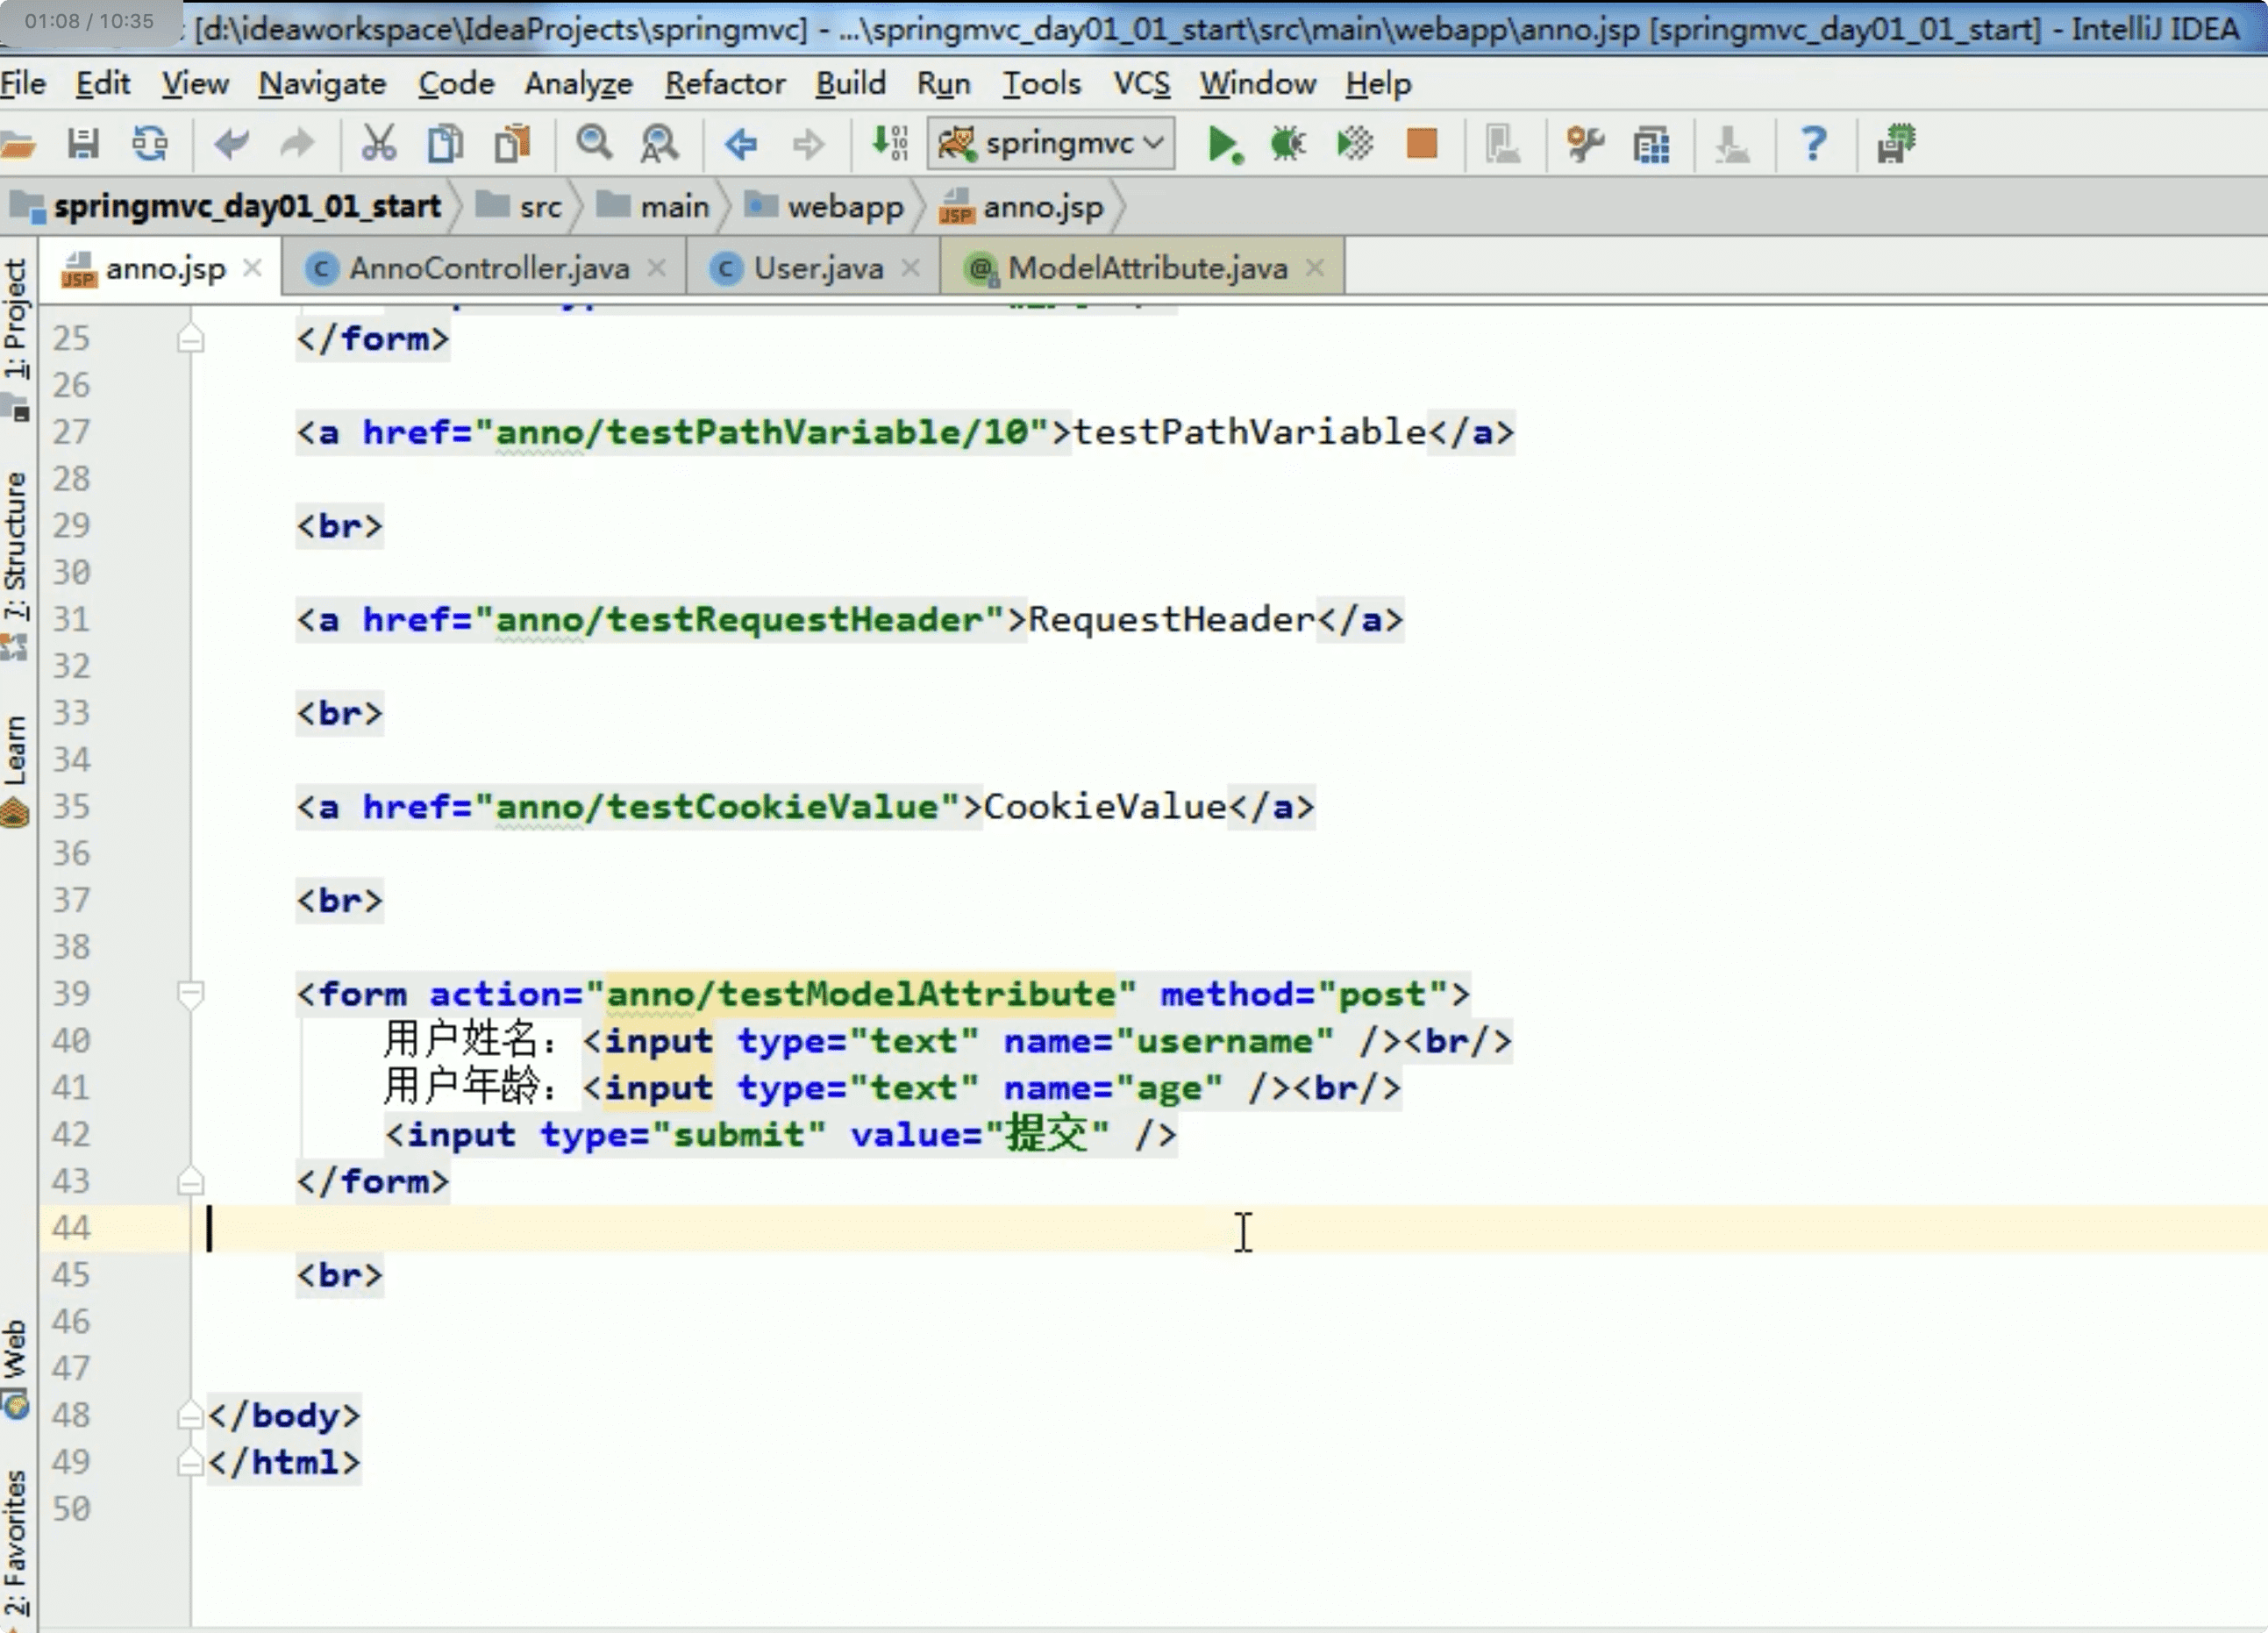 01:08 / 10:35
[d:\ideaworkspace\IdeaProjects\springmvc] - ...\springmvc_day01_01_start\src\main\webapp\anno.jsp [springmvc_day01_01_start] - IntelliJ IDEA
File Edit View Navigate Code Analyze Refactor Build Run Tools VCS Window Help
springmvc
springmvc_day01_01_start src main webapp anno.jsp
anno.jsp AnnoController.java User.java ModelAttribute.java
1: Project
7: Structure
Learn
Web
2: Favorites
25 </form>
26
27 <a href="anno/testPathVariable/10">testPathVariable</a>
28
29 <br>
30
31 <a href="anno/testRequestHeader">RequestHeader</a>
32
33 <br>
34
35 <a href="anno/testCookieValue">CookieValue</a>
36
37 <br>
38
39 <form action="anno/testModelAttribute" method="post">
40 用户姓名：<input type="text" name="username" /><br/>
41 用户年龄：<input type="text" name="age" /><br/>
42 <input type="submit" value="提交" />
43 </form>
44
45 <br>
46
47
48 </body>
49 </html>
50